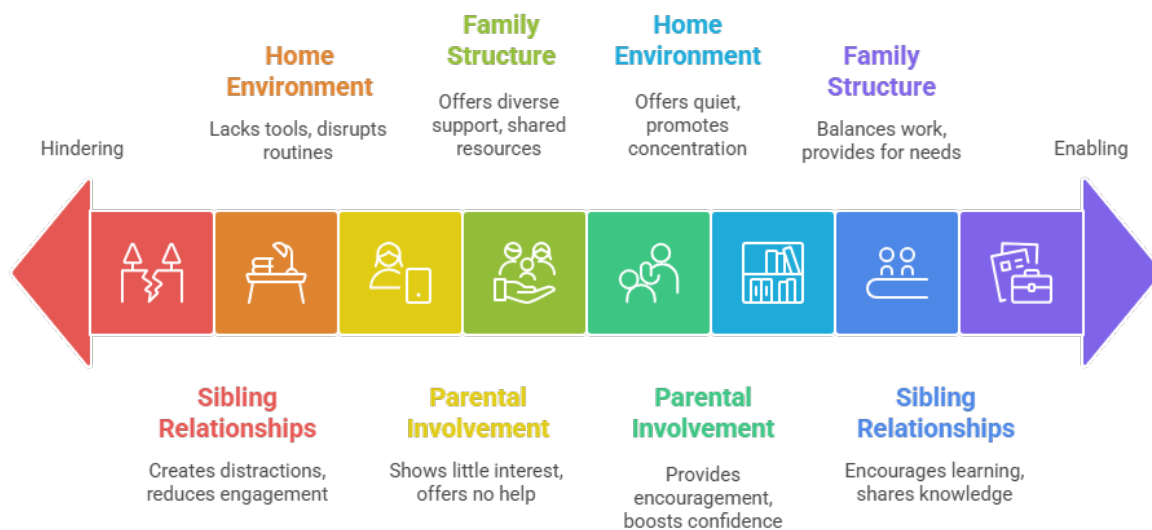 Hindering
Home
Environment
Lacks tools, disrupts
routines
Family
Structure
Offers diverse
support, shared
resources
Home
Environment
Offers quiet,
promotes
concentration
Family
Structure
Balances work,
provides for needs
Enabling
Sibling
Relationships
Creates distractions,
reduces engagement
Parental
Involvement
Shows little interest,
offers no help
Parental
Involvement
Provides
encouragement,
boosts confidence
Sibling
Relationships
Encourages learning,
shares knowledge